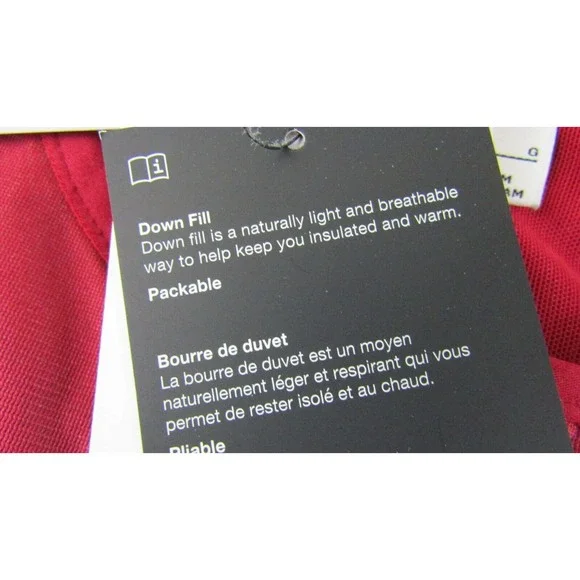 i
G
M
AM
Down Fill
Down fill is a naturally light and breathable
way to help keep you insulated and warm.
Packable
Bourre de duvet
La bourre de duvet est un moyen
naturellement léger et respirant qui vous
permet de rester isolé et au chaud.
Pliable